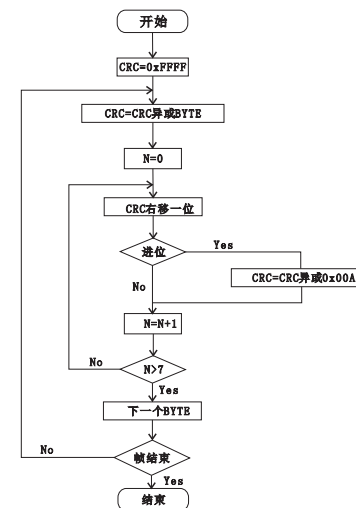 开始
CRC=0xFFFF
CRC=CRC异或BYTE
N=0
CRC右移一位
进位
Yes
No
CRC=CRC异或0x00A
N=N+1
N>7
No
Yes
下一个BYTE
帧结束
No
Yes
结束